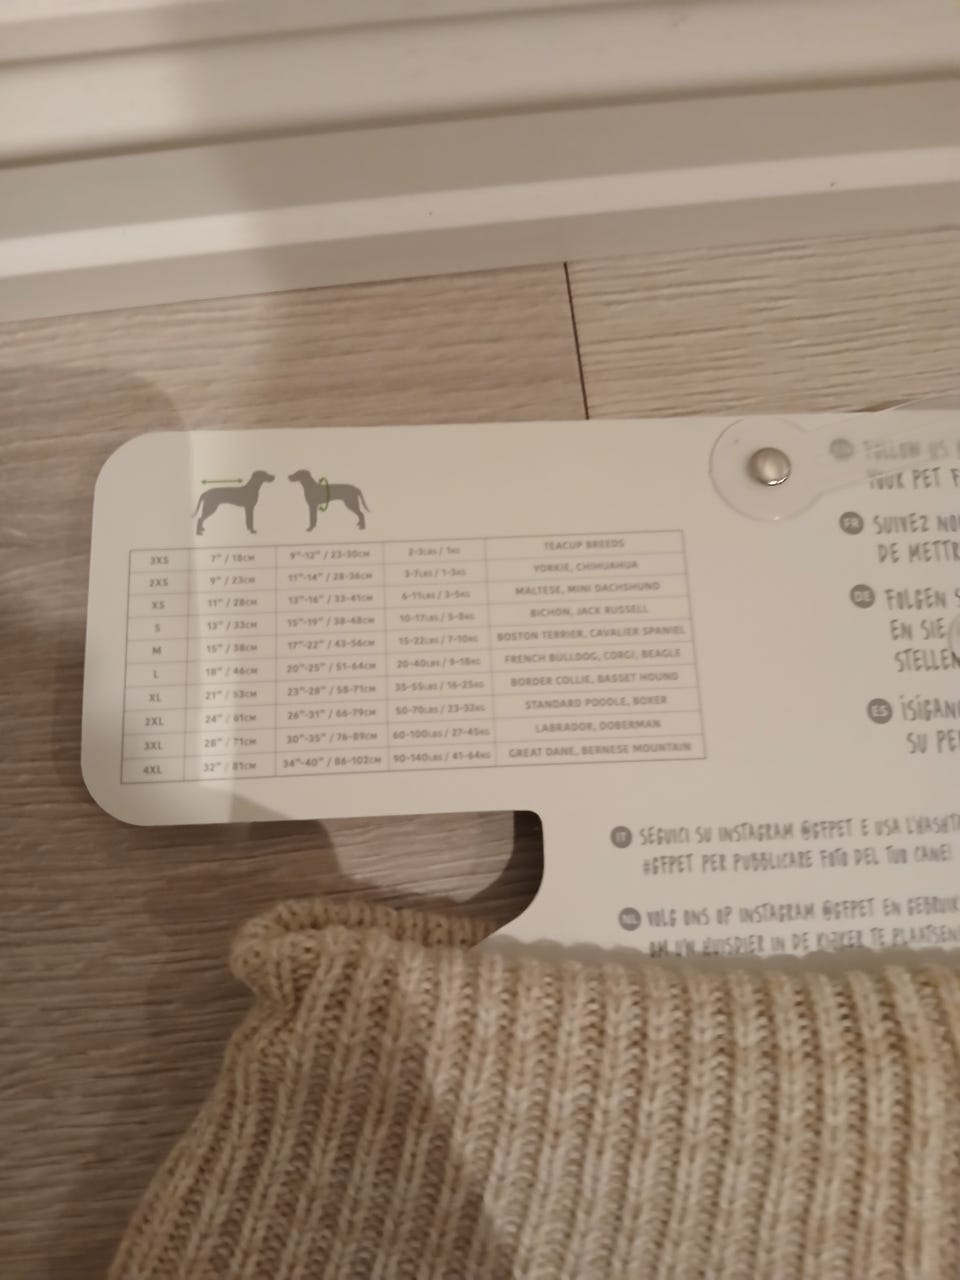 3XS 7" / 18CM 9"-12" / 23-30CM 2-3LBS / 1KG TEACUP BREEDS
2XS 9" / 23CM 11"-14" / 28-36CM 3-7LBS / 1-3KG YORKIE, CHIHUAHUA
XS 11" / 28CM 13"-16" / 33-41CM 6-11LBS / 3-5KG MALTESE, MINI DACHSHUND
S 13" / 33CM 15"-19" / 38-48CM 10-17LBS / 5-8KG BICHON, JACK RUSSELL
M 15" / 38CM 17"-22" / 43-56CM 15-22LBS / 7-10KG BOSTON TERRIER, CAVALIER SPANIEL
L 18" / 46CM 20"-25" / 51-64CM 20-40LBS / 9-18KG FRENCH BULLDOG, CORGI, BEAGLE
XL 21" / 53CM 23"-28" / 58-71CM 35-55LBS / 16-25KG BORDER COLLIE, BASSET HOUND
2XL 24" / 61CM 26"-31" / 66-79CM 50-70LBS / 23-32KG STANDARD POODLE, BOXER
3XL 28" / 71CM 30"-35" / 76-89CM 60-100LBS / 27-45KG LABRADOR, DOBERMAN
4XL 32" / 81CM 34"-40" / 86-102CM 90-140LBS / 41-64KG GREAT DANE, BERNESE MOUNTAIN
FOLLOW US
YOUR PET F
FR SUIVEZ NO
DE METTR
DE FOLGEN S
EN SIE
STELLEN
ES ¡SÍGAN
SU PE
IT SEGUICI SU INSTAGRAM @GFPET E USA L'HASHTA
#GFPET PER PUBBLICARE FOTO DEL TUO CANE!
NL VOLG ONS OP INSTAGRAM @GFPET EN GEBRUIK
OM UW HUISDIER IN DE KIJKER TE PLAATSEN